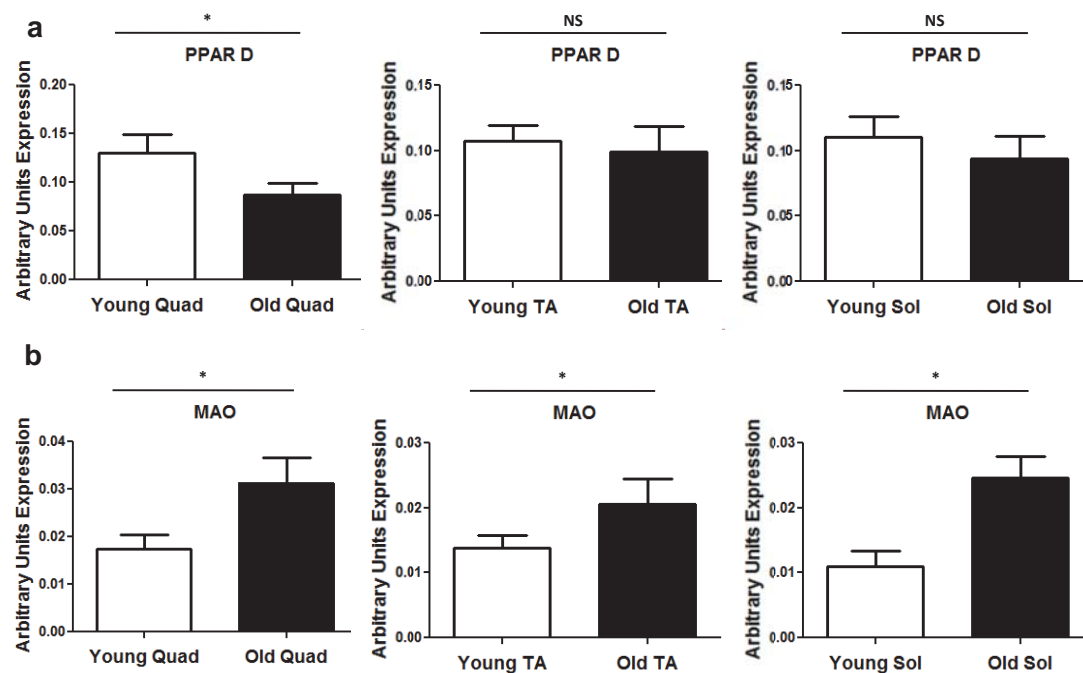 a
*
PPAR D
Arbitrary Units Expression
0.20
0.15
0.10
0.05
0.00
Young Quad
Old Quad
NS
PPAR D
Arbitrary Units Expression
0.15
0.10
0.05
0.00
Young TA
Old TA
NS
PPAR D
Arbitrary Units Expression
0.15
0.10
0.05
0.00
Young Sol
Old Sol
b
*
MAO
Arbitrary Units Expression
0.04
0.03
0.02
0.01
0.00
Young Quad
Old Quad
*
MAO
Arbitrary Units Expression
0.03
0.02
0.01
0.00
Young TA
Old TA
*
MAO
Arbitrary Units Expression
0.03
0.02
0.01
0.00
Young Sol
Old Sol